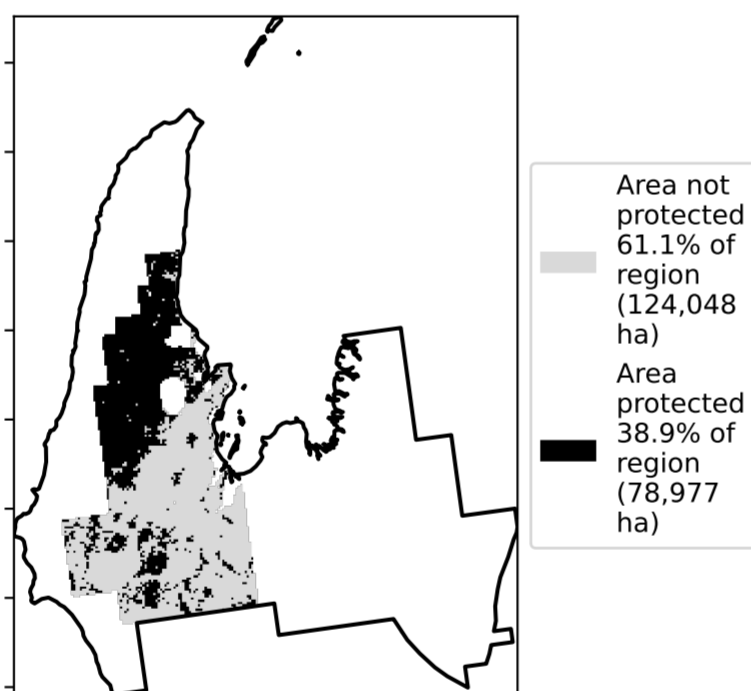 Area not
protected
61.1% of
region
(124,048
ha)
Area
protected
38.9% of
region
(78,977
ha)